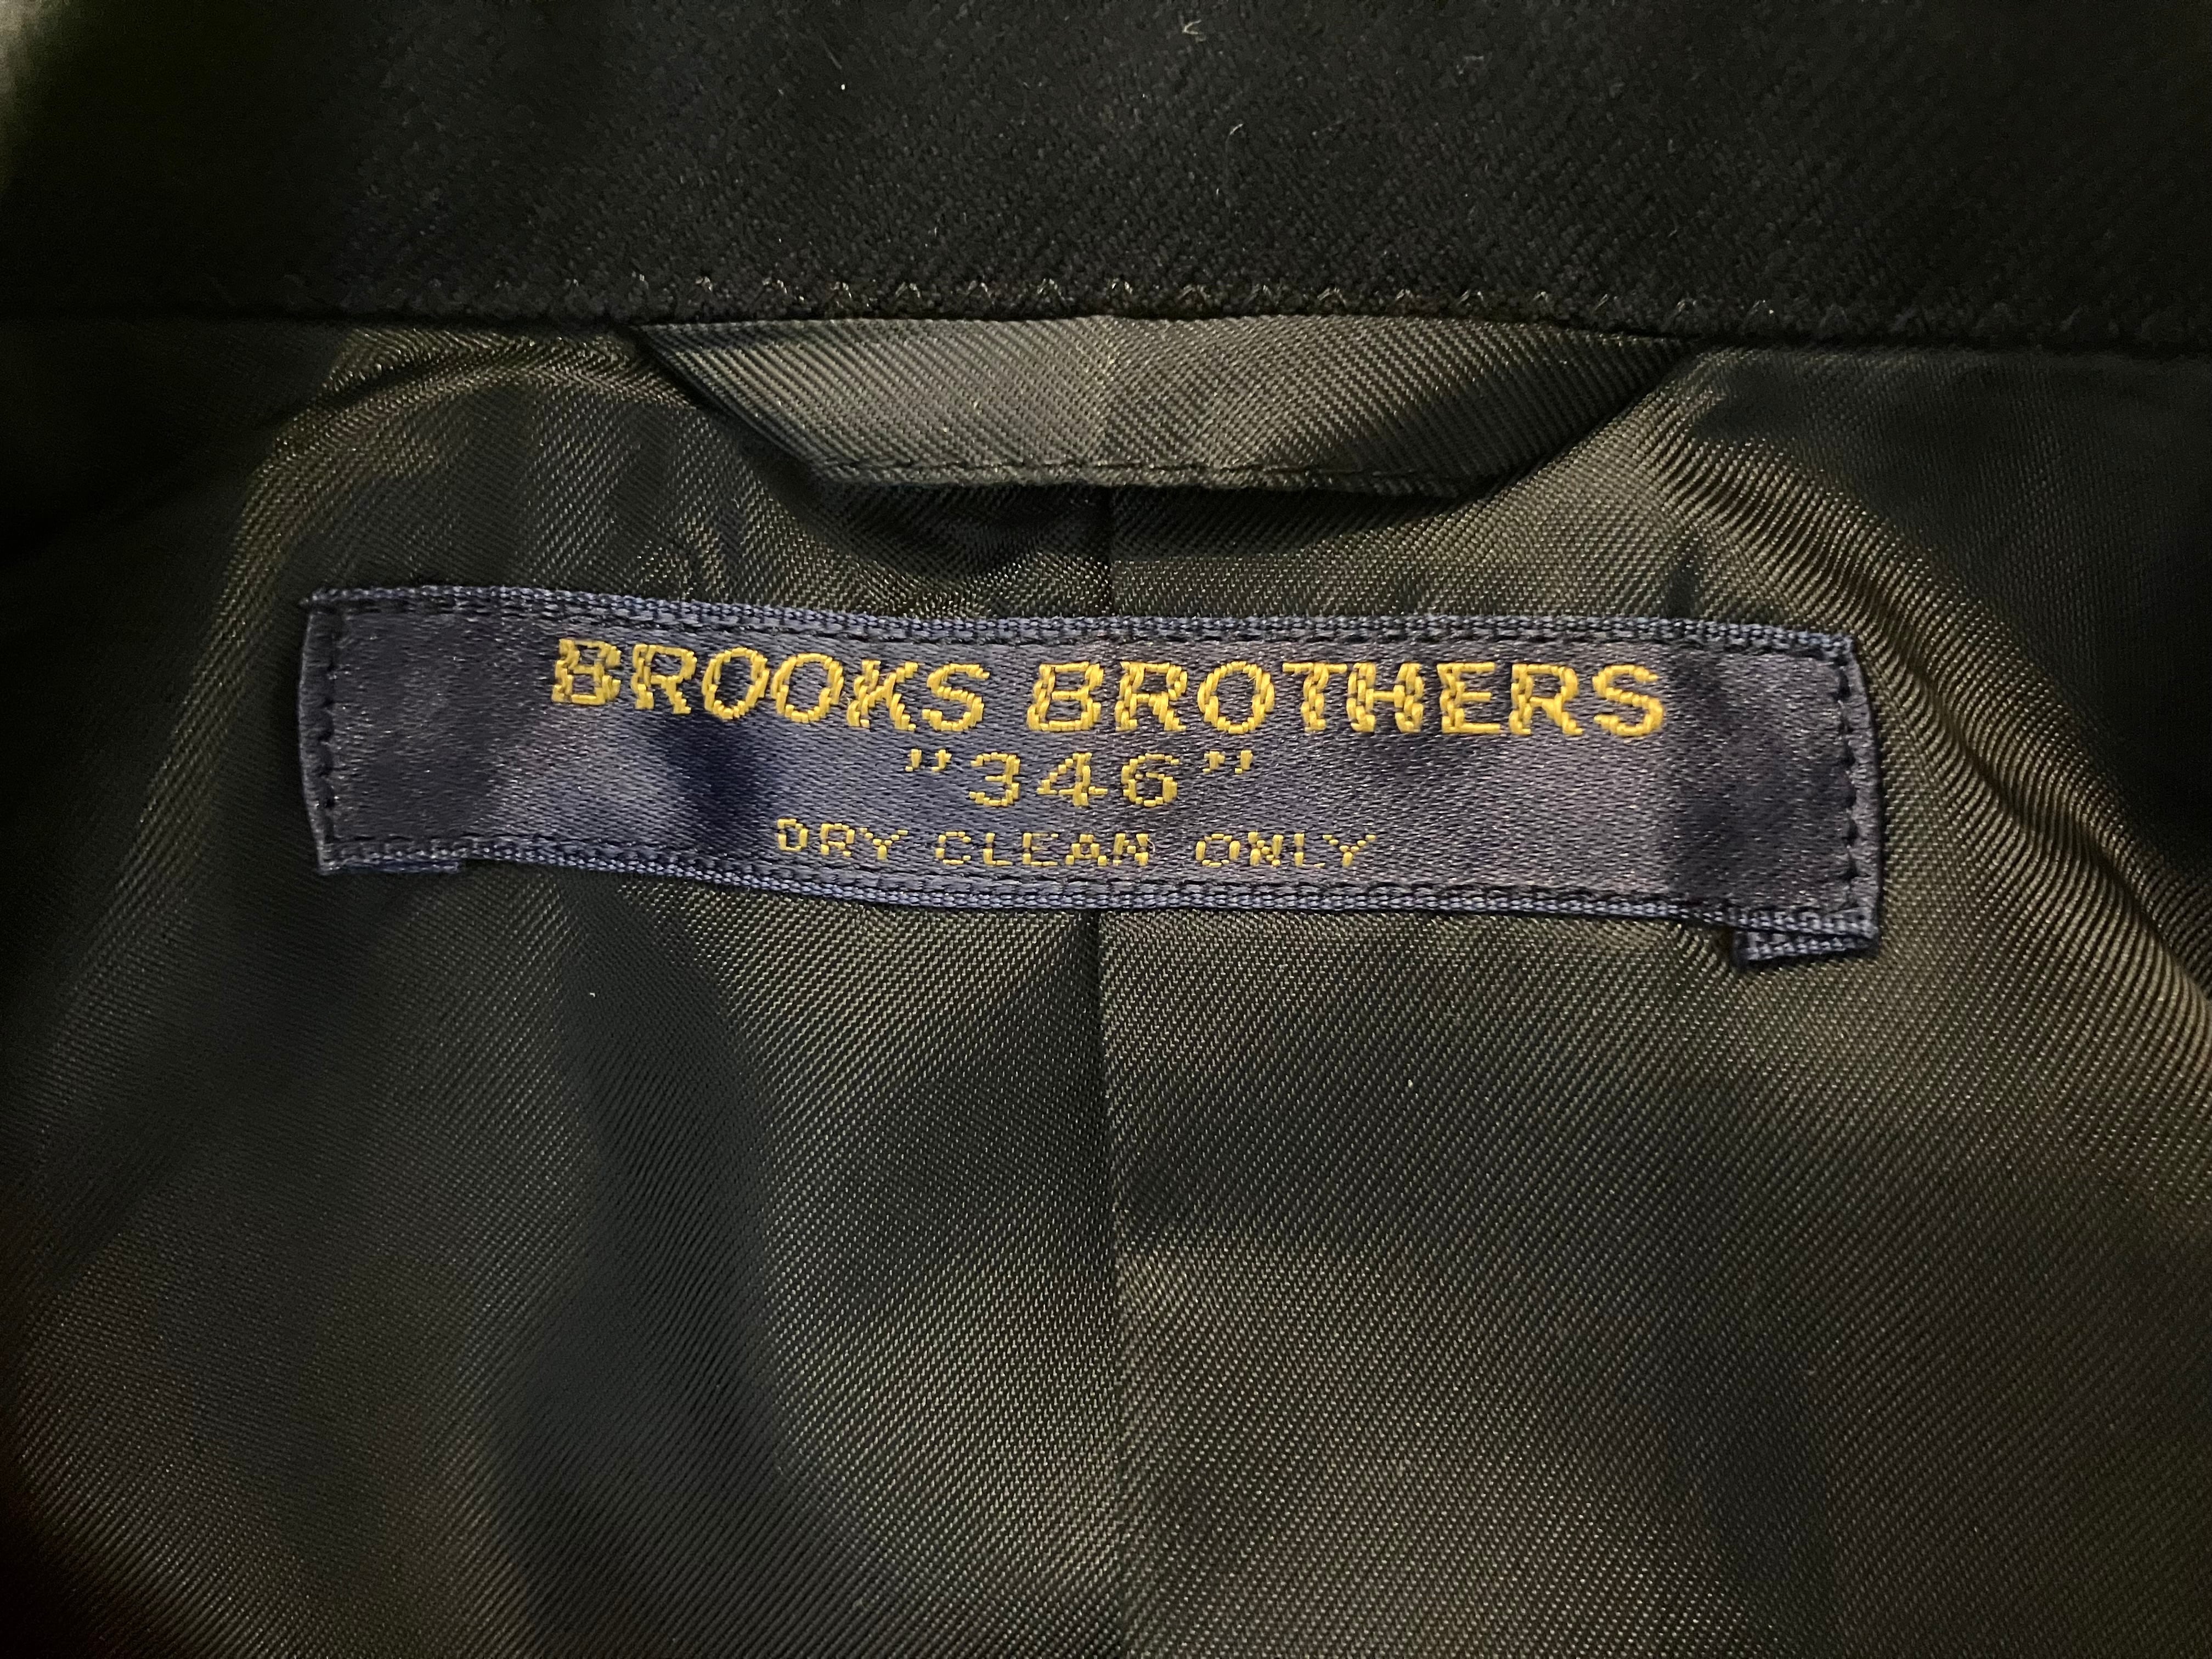 BROOKS BROTHERS
"346"
DRY CLEAN ONLY